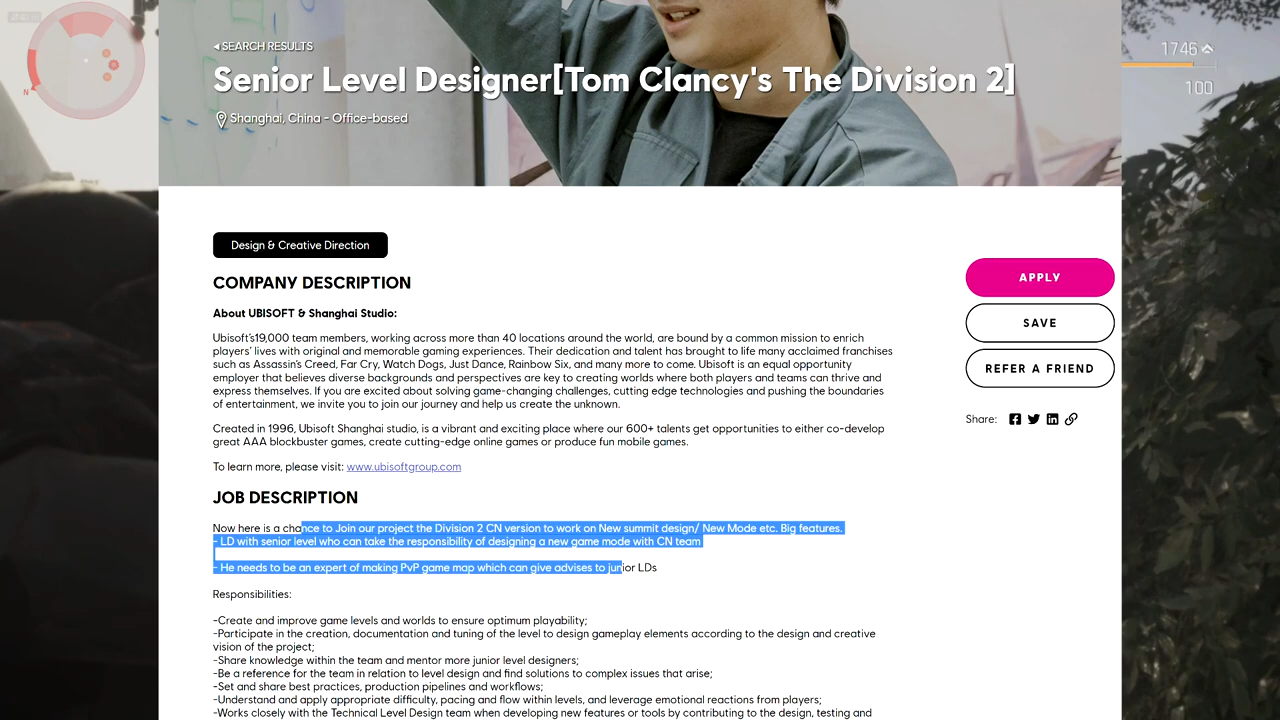 ◂ SEARCH RESULTS
Senior Level Designer[Tom Clancy's The Division 2]
Shanghai, China - Office-based
1746
100
N
Design & Creative Direction
COMPANY DESCRIPTION
APPLY
About UBISOFT & Shanghai Studio:
SAVE
Ubisoft's19,000 team members, working across more than 40 locations around the world, are bound by a common mission to enrich
players' lives with original and memorable gaming experiences. Their dedication and talent has brought to life many acclaimed franchises
such as Assassin's Creed, Far Cry, Watch Dogs, Just Dance, Rainbow Six, and many more to come. Ubisoft is an equal opportunity
REFER A FRIEND
employer that believes diverse backgrounds and perspectives are key to creating worlds where both players and teams can thrive and
express themselves. If you are excited about solving game-changing challenges, cutting edge technologies and pushing the boundaries
of entertainment, we invite you to join our journey and help us create the unknown.
Share:
Created in 1996, Ubisoft Shanghai studio, is a vibrant and exciting place where our 600+ talents get opportunities to either co-develop
great AAA blockbuster games, create cutting-edge online games or produce fun mobile games.
To learn more, please visit: www.ubisoftgroup.com
JOB DESCRIPTION
Now here is a chance to Join our project the Division 2 CN version to work on New summit design/ New Mode etc. Big features.
- LD with senior level who can take the responsibility of designing a new game mode with CN team
- He needs to be an expert of making PvP game map which can give advises to junior LDs
Responsibilities:
-Create and improve game levels and worlds to ensure optimum playability;
-Participate in the creation, documentation and tuning of the level to design gameplay elements according to the design and creative
vision of the project;
-Share knowledge within the team and mentor more junior level designers;
-Be a reference for the team in relation to level design and find solutions to complex issues that arise;
-Set and share best practices, production pipelines and workflows;
-Understand and apply appropriate difficulty, pacing and flow within levels, and leverage emotional reactions from players;
-Works closely with the Technical Level Design team when developing new features or tools by contributing to the design, testing and